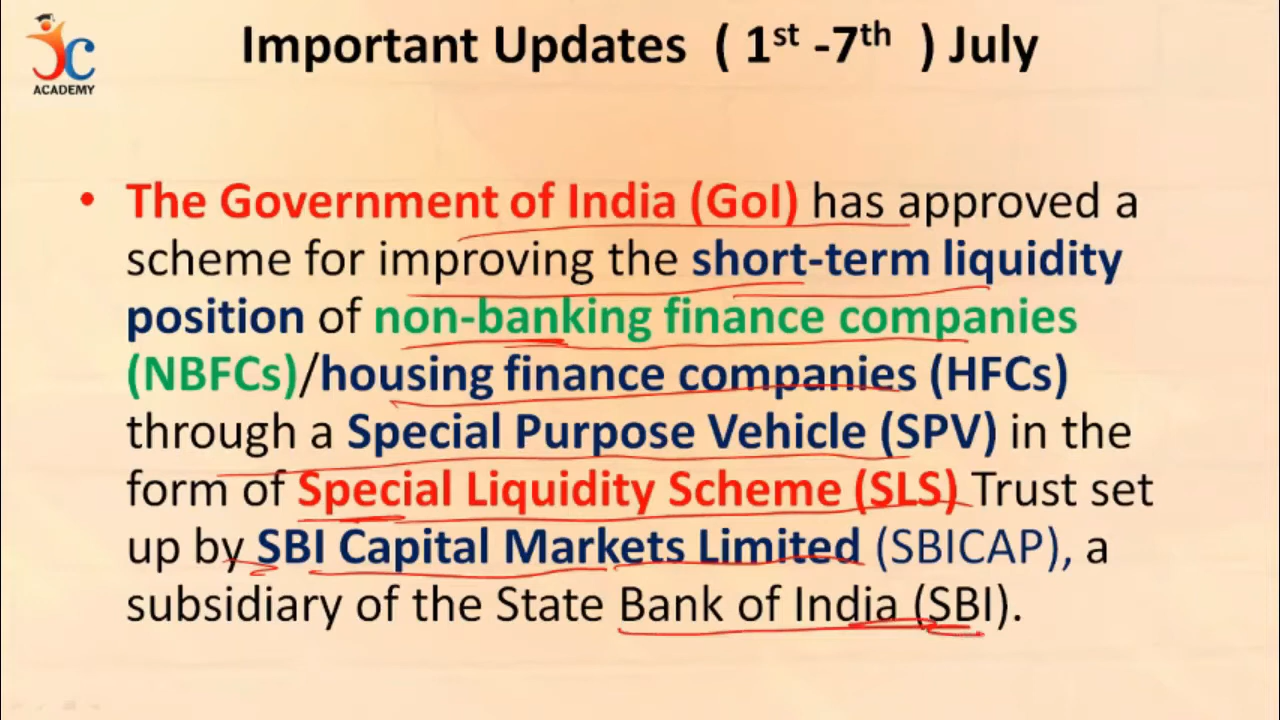 JC
ACADEMY
Important Updates ( 1st -7th ) July
• The Government of India (GoI) has approved a
scheme for improving the short-term liquidity
position of non-banking finance companies
(NBFCs)/housing finance companies (HFCs)
through a Special Purpose Vehicle (SPV) in the
form of Special Liquidity Scheme (SLS) Trust set
up by SBI Capital Markets Limited (SBICAP), a
subsidiary of the State Bank of India (SBI).